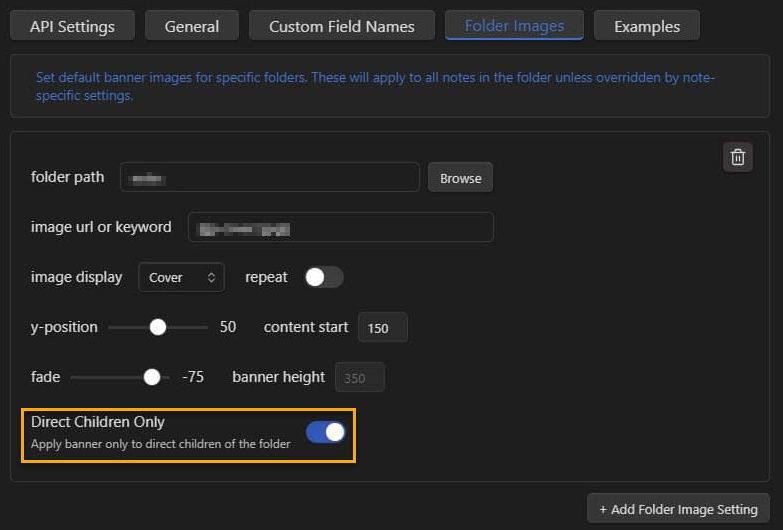 API Settings General Custom Field Names Folder Images Examples
Set default banner images for specific folders. These will apply to all notes in the folder unless overridden by note-
specific settings.
folder path Browse
image url or keyword
image display Cover repeat
y-position 50 content start 150
fade -75 banner height 350
Direct Children Only
Apply banner only to direct children of the folder
+ Add Folder Image Setting